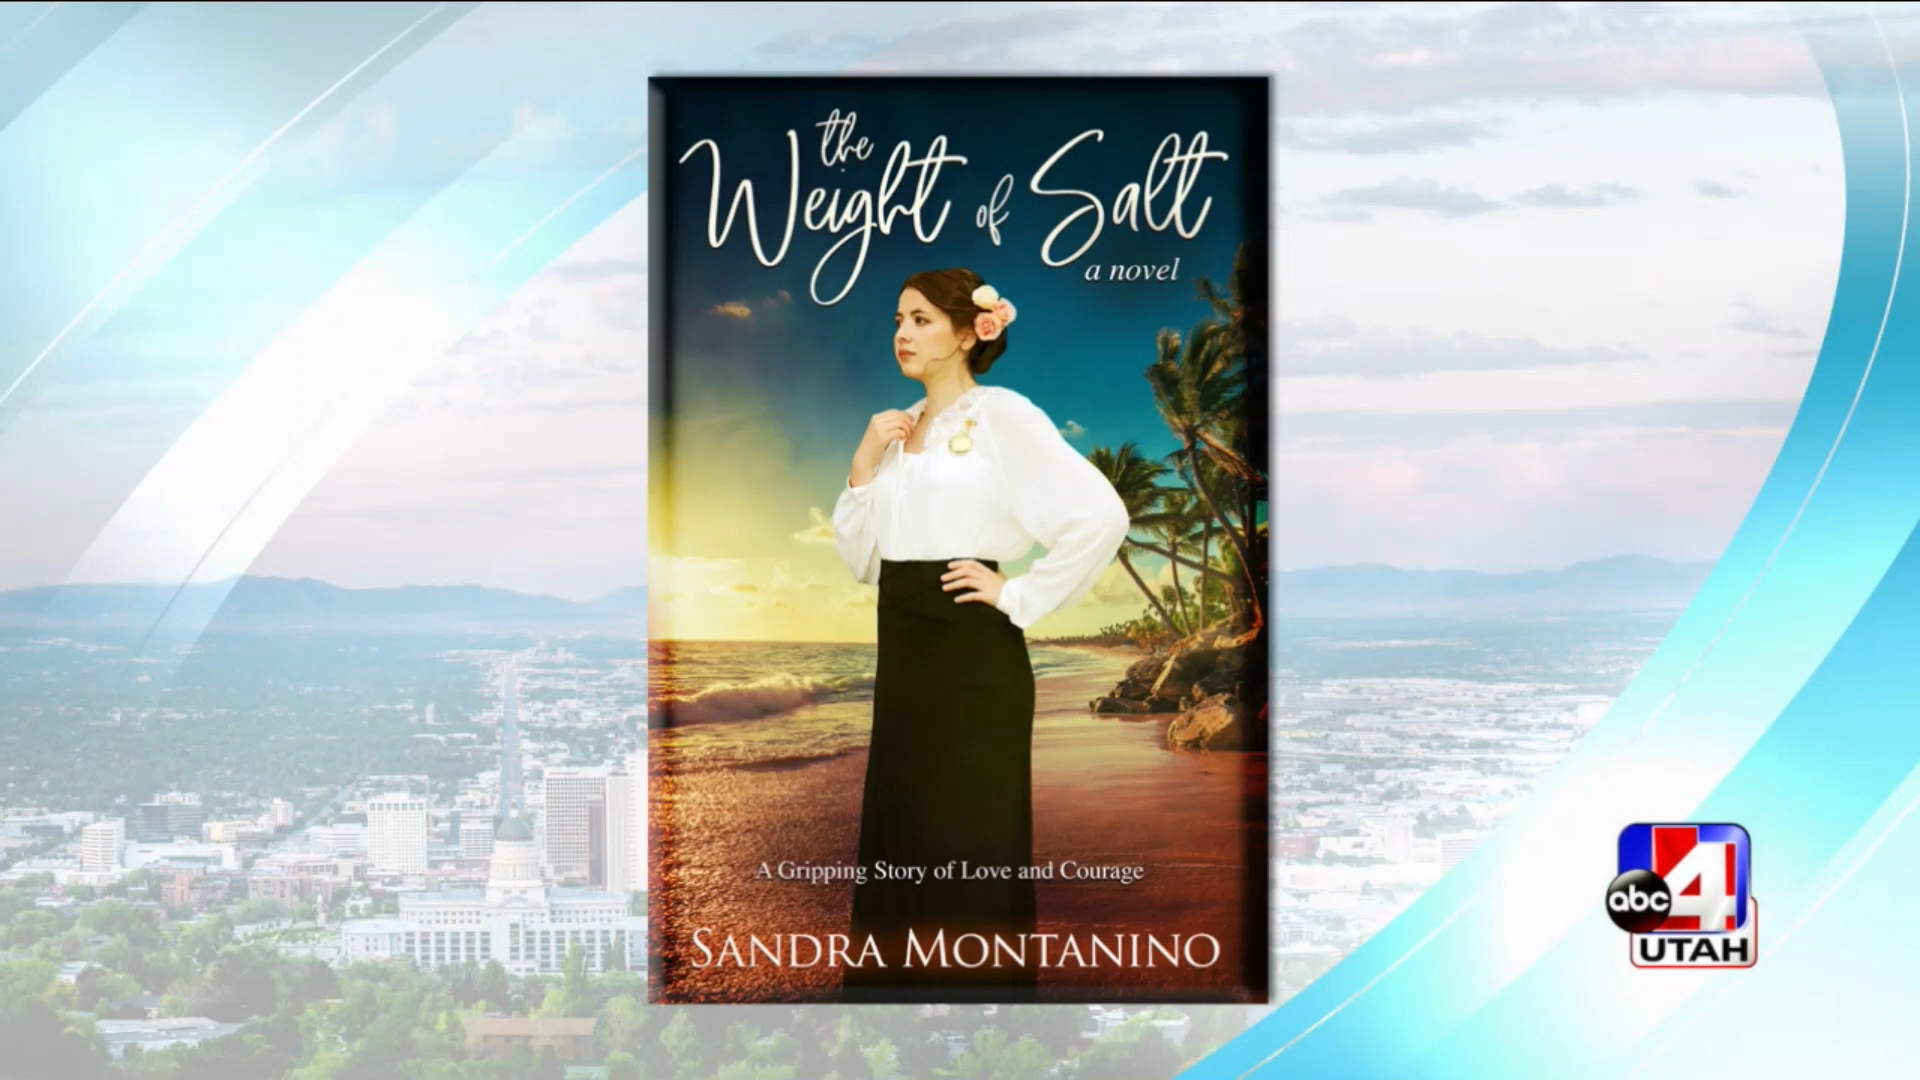 the
Weight of Salt
a novel
A Gripping Story of Love and Courage
SANDRA MONTANINO
abc
4
UTAH